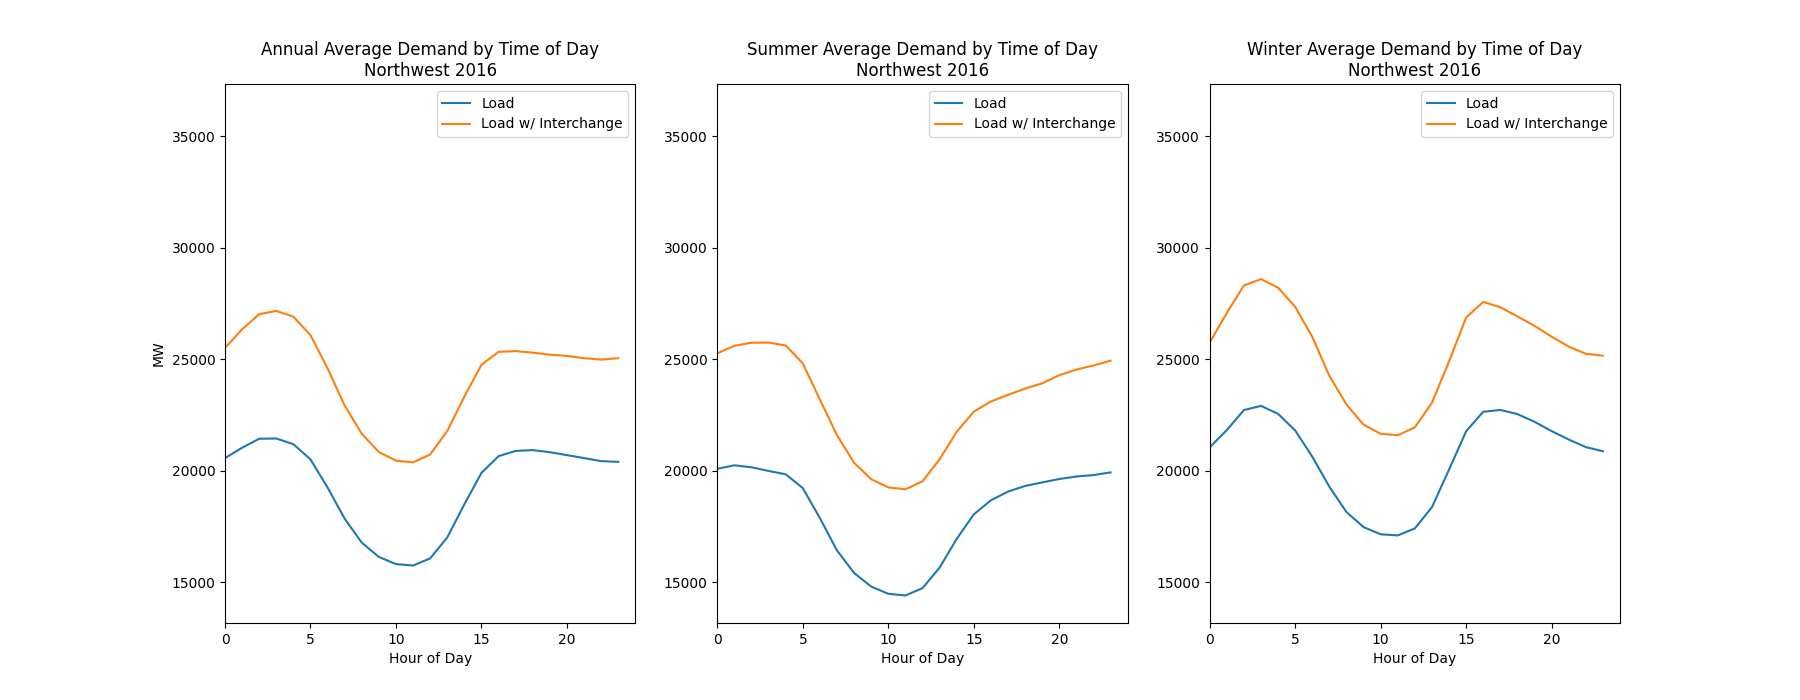 Annual Average Demand by Time of Day
Northwest 2016
Load
Load w/ Interchange
35000
30000
25000
20000
15000
MW
0 5 10 15 20
Hour of Day
Summer Average Demand by Time of Day
Northwest 2016
Load
Load w/ Interchange
35000
30000
25000
20000
15000
0 5 10 15 20
Hour of Day
Winter Average Demand by Time of Day
Northwest 2016
Load
Load w/ Interchange
35000
30000
25000
20000
15000
0 5 10 15 20
Hour of Day